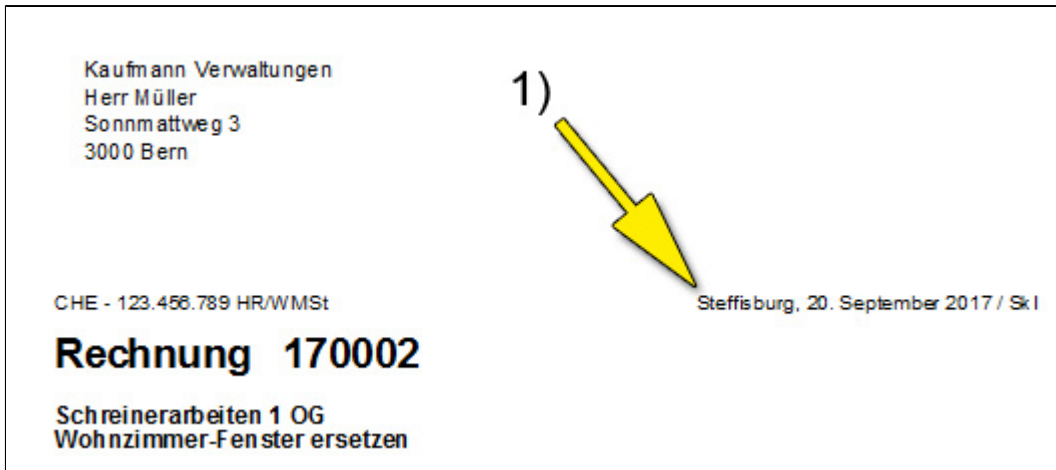 Kaufmann Verwaltungen
Herr Müller
Sonnmattweg 3
3000 Bern
1)
CHE - 123.456.789 HR/WMSt
Steffisburg, 20. September 2017 / Skl
Rechnung 170002
Schreinerarbeiten 1 OG
Wohnzimmer-Fenster ersetzen